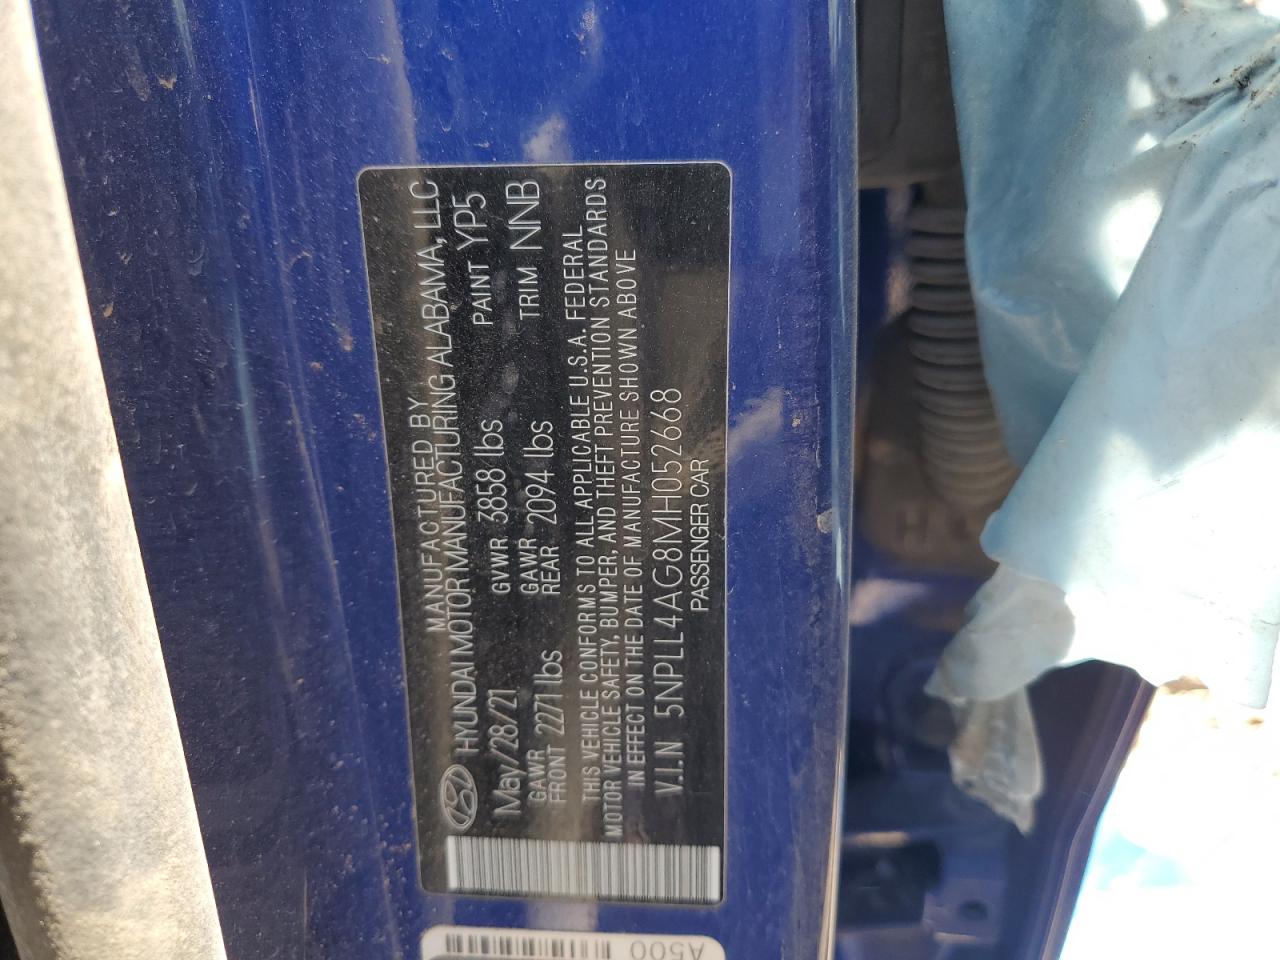 MANUFACTURED BY
HYUNDAI MOTOR MANUFACTURING ALABAMA, LLC
May/28/21 GVWR 3858 lbs PAINT YP5
GAWR FRONT 2271 lbs GAWR REAR 2094 lbs TRIM NNB
THIS VEHICLE CONFORMS TO ALL APPLICABLE U.S.A. FEDERAL
MOTOR VEHICLE SAFETY, BUMPER, AND THEFT PREVENTION STANDARDS
IN EFFECT ON THE DATE OF MANUFACTURE SHOWN ABOVE
V.I.N 5NPLL4AG8MH052668
PASSENGER CAR
A500